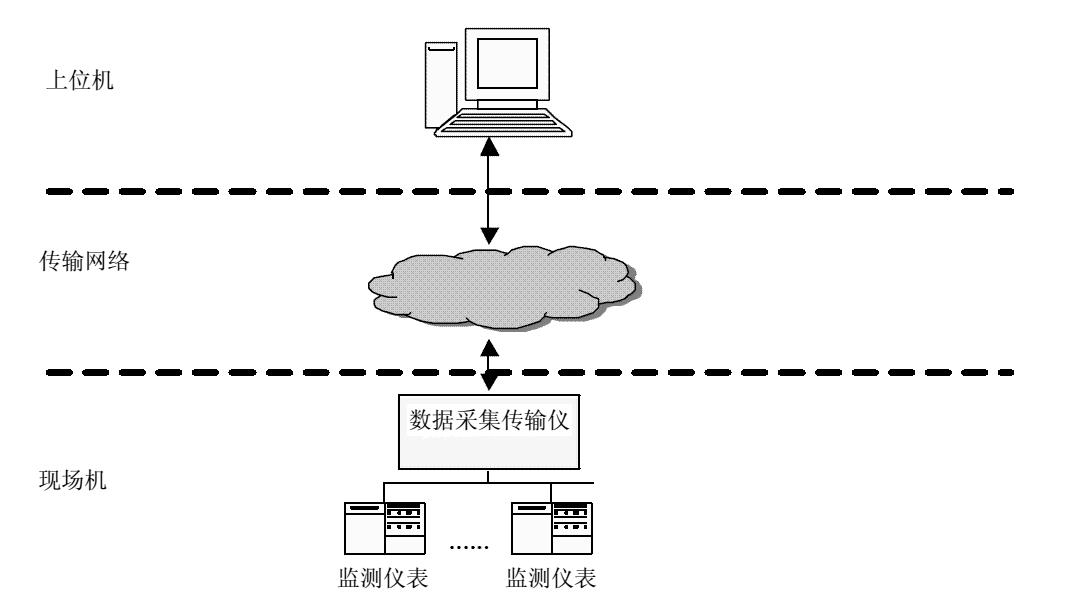 上位机
传输网络
数据采集传输仪
现场机
……
监测仪表 监测仪表